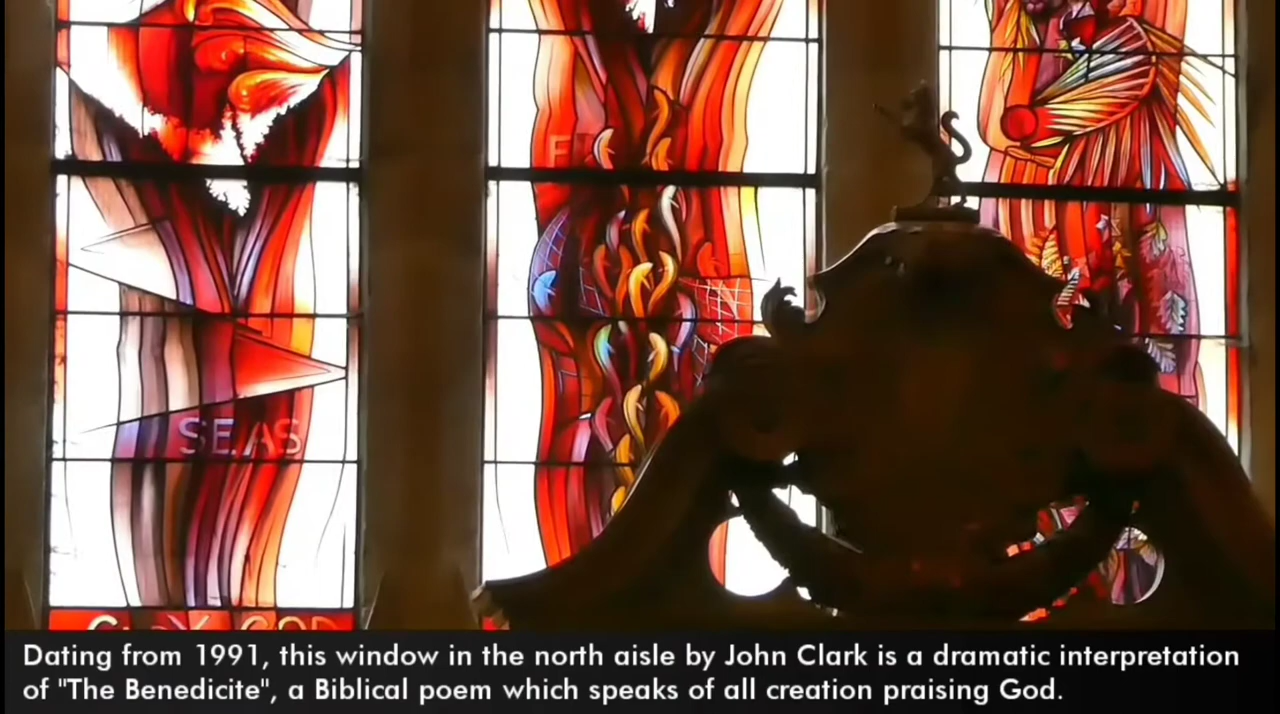 SEAS
GOD
Dating from 1991, this window in the north aisle by John Clark is a dramatic interpretation
of "The Benedicite", a Biblical poem which speaks of all creation praising God.